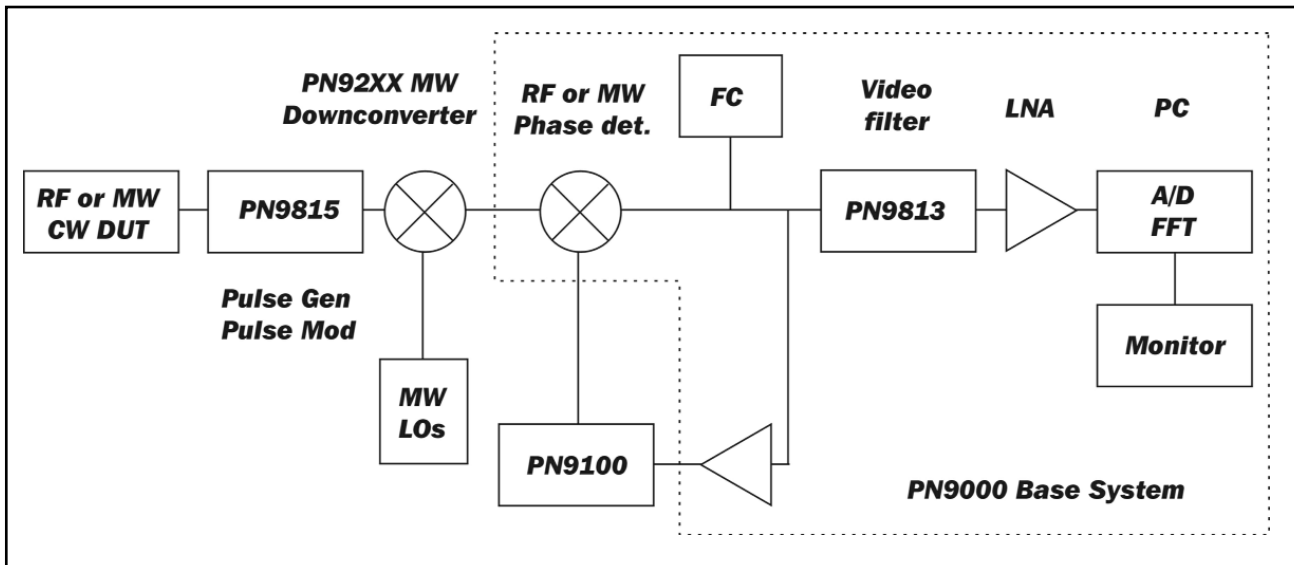 PN92XX MW
Downconverter
RF or MW
Phase det.
FC
Video
filter
LNA
PC
RF or MW
CW DUT
PN9815
PN9813
A/D
FFT
Pulse Gen
Pulse Mod
MW
LOs
Monitor
PN9100
PN9000 Base System